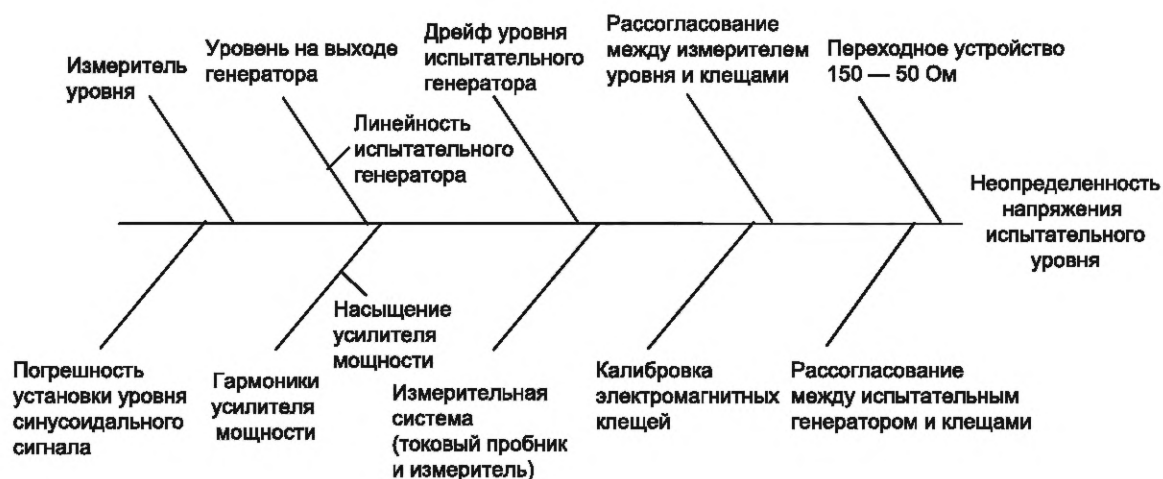 Измеритель
уровня
Уровень на выходе
генератора
Линейность
испытательного
генератора
Дрейф уровня
испытательного
генератора
Рассогласование
между измерителем
уровня и клещами
Переходное устройство
150 — 50 Ом
Неопределенность
напряжения
испытательного
уровня
Погрешность
установки уровня
синусоидального
сигнала
Гармоники
усилителя
мощности
Насыщение
усилителя
мощности
Измерительная
система
(токовый пробник
и измеритель)
Калибровка
электромагнитных
клещей
Рассогласование
между испытательным
генератором и клещами